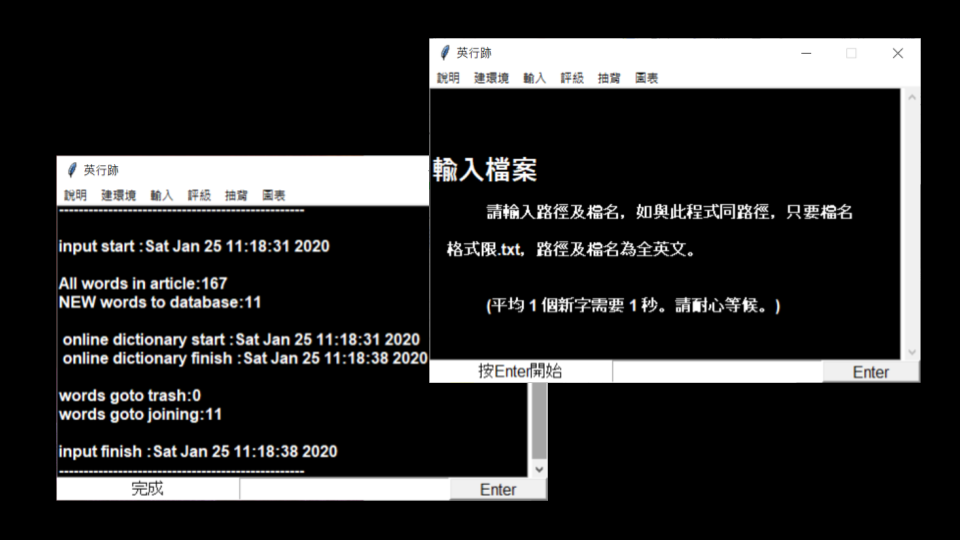 英行跡
說明 建環境 輸入 評級 抽背 圖表
輸入檔案
請輸入路徑及檔名，如與此程式同路徑，只要檔名
格式限.txt，路徑及檔名為全英文。
(平均 1 個新字需要 1 秒。請耐心等候。)
按Enter開始
Enter
英行跡
說明 建環境 輸入 評級 抽背 圖表
--------------------------------------------------
input start :Sat Jan 25 11:18:31 2020
All words in article:167
NEW words to database:11
online dictionary start :Sat Jan 25 11:18:31 2020
online dictionary finish :Sat Jan 25 11:18:38 2020
words goto trash:0
words goto joining:11
input finish :Sat Jan 25 11:18:38 2020
--------------------------------------------------
完成
Enter